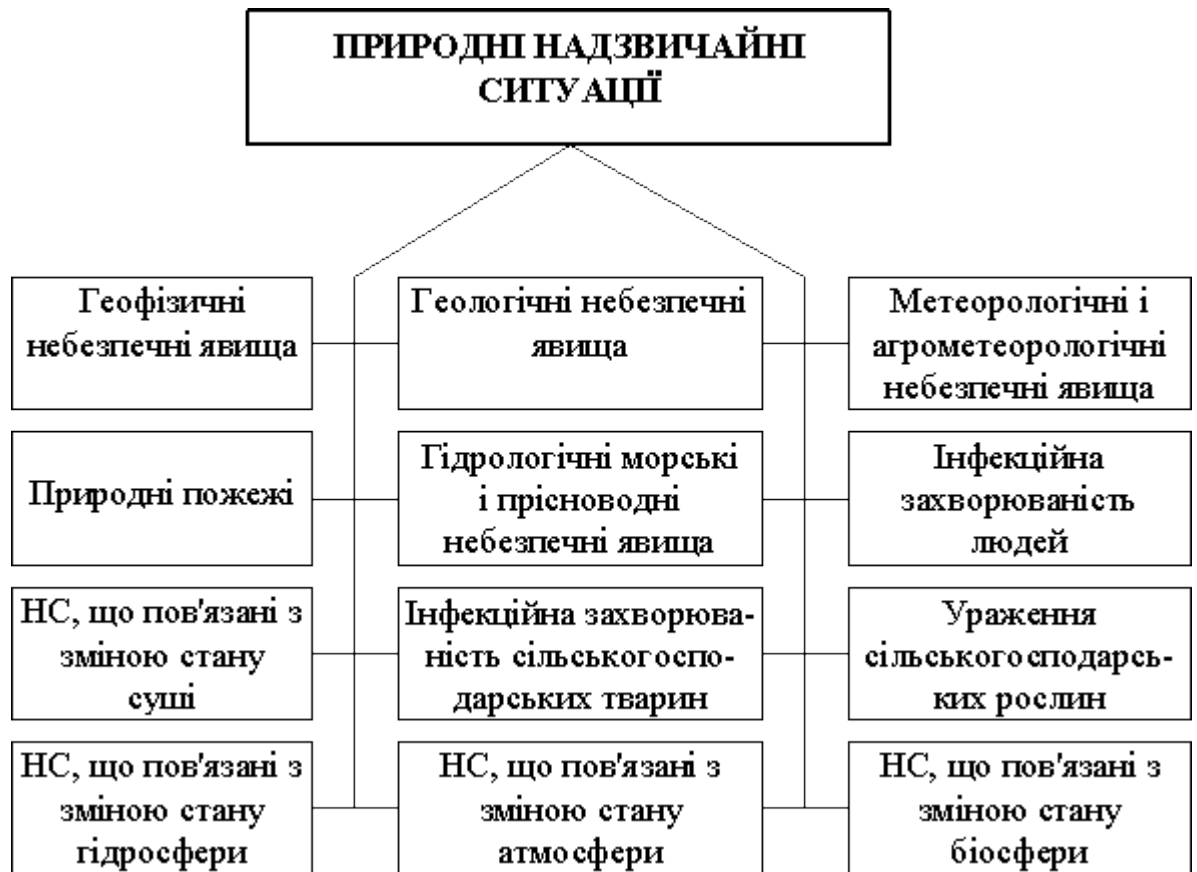 ПРИРОДНІ НАДЗВИЧАЙНІ
СИТУАЦІЇ
Геофізичні
небезпечні явища
Геологічні небезпечні
явища
Метеорологічні і
агрометеорологічні
небезпечні явища
Природні пожежі
Гідрологічні морські
і прісноводні
небезпечні явища
Інфекційна
захворюваність
людей
НС, що пов'язані з
зміною стану
суші
Інфекційна захворюва-
ність сільськогоспо-
дарських тварин
Ураження
сільськогосподарсь-
ких рослин
НС, що пов'язані з
зміною стану
гідросфери
НС, що пов'язані з
зміною стану
атмосфери
НС, що пов'язані з
зміною стану
біосфери